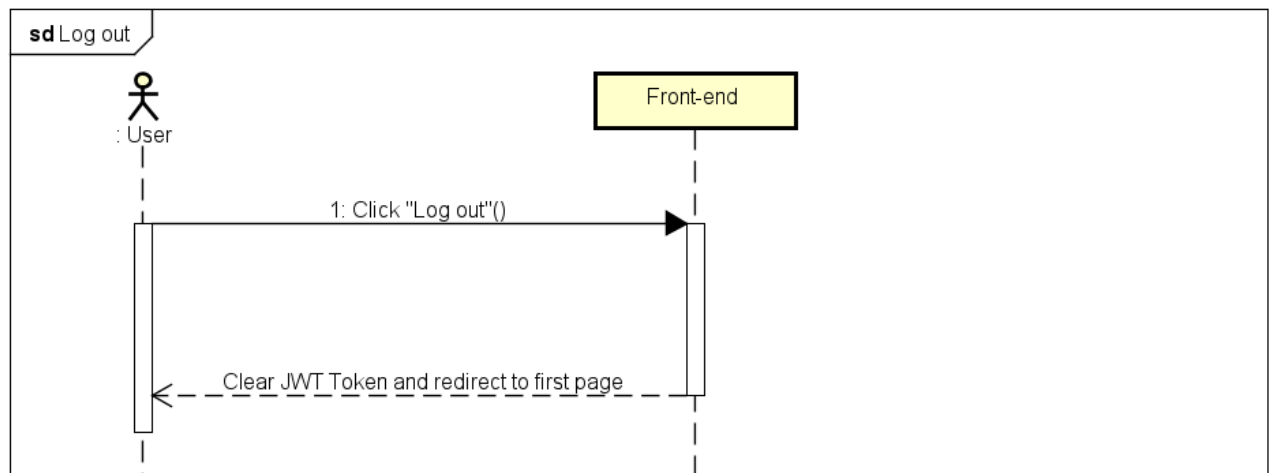 sd Log out
: User
Front-end
1: Click "Log out"()
Clear JWT Token and redirect to first page